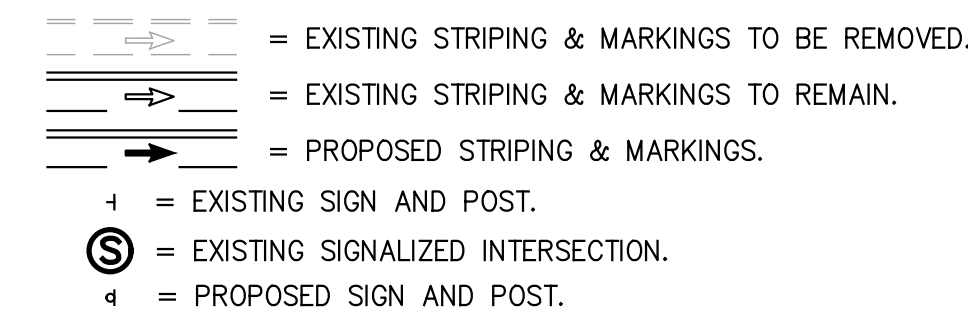 = EXISTING STRIPING & MARKINGS TO BE REMOVED.
= EXISTING STRIPING & MARKINGS TO REMAIN.
= PROPOSED STRIPING & MARKINGS.
= EXISTING SIGN AND POST.
S = EXISTING SIGNALIZED INTERSECTION.
= PROPOSED SIGN AND POST.